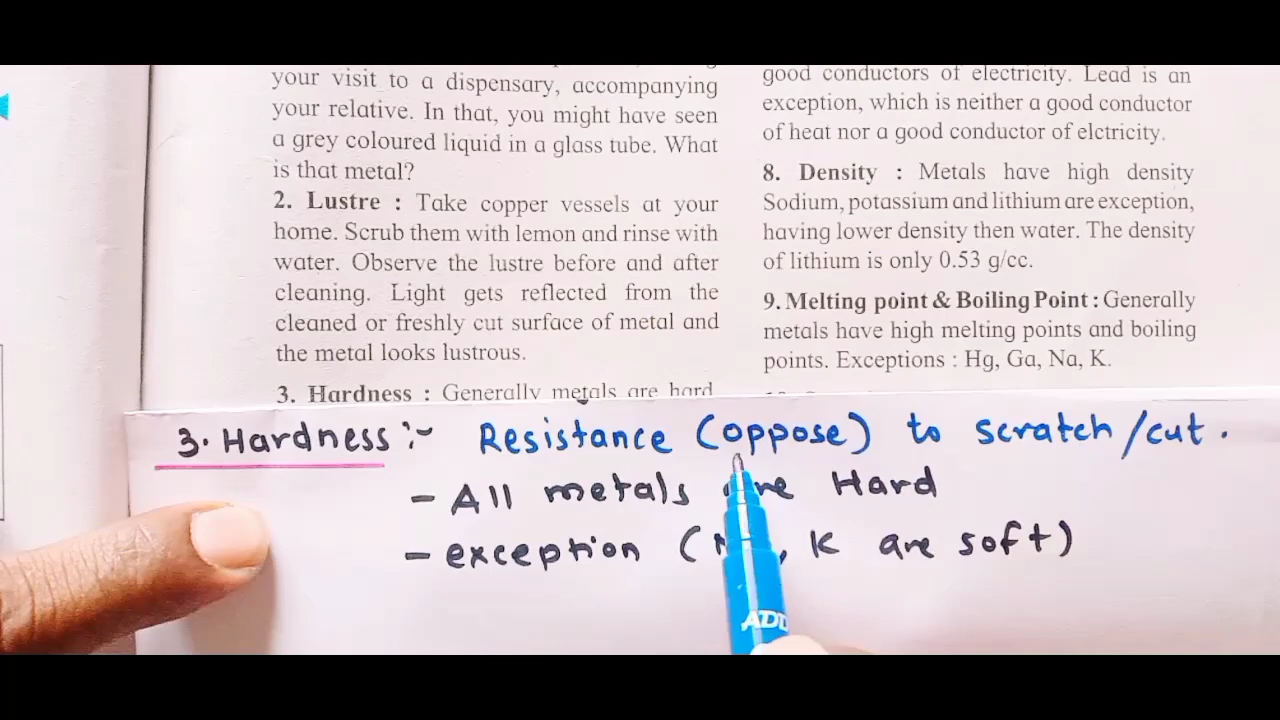 your visit to a dispensary, accompanying
your relative. In that, you might have seen
a grey coloured liquid in a glass tube. What
is that metal?
2. Lustre : Take copper vessels at your
home. Scrub them with lemon and rinse with
water. Observe the lustre before and after
cleaning. Light gets reflected from the
cleaned or freshly cut surface of metal and
the metal looks lustrous.
3. Hardness : Generally metals are hard
good conductors of electricity. Lead is an
exception, which is neither a good conductor
of heat nor a good conductor of elctricity.
8. Density : Metals have high density
Sodium, potassium and lithium are exception,
having lower density then water. The density
of lithium is only 0.53 g/cc.
9. Melting point & Boiling Point : Generally
metals have high melting points and boiling
points. Exceptions : Hg, Ga, Na, K.
3. Hardness :- Resistance (oppose) to scratch/cut.
- All metals are Hard
- exception ( , K are soft)
ADD